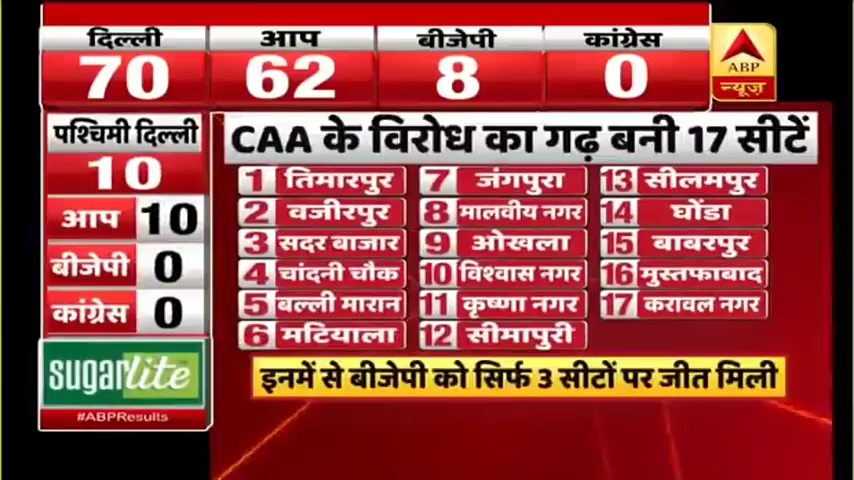 दिल्ली आप बीजेपी कांग्रेस
70 62 8 0
ABP
न्यूज़
पश्चिमी दिल्ली
10
आप 10
बीजेपी 0
कांग्रेस 0
sugarlite
#ABPResults
CAA के विरोध का गढ़ बनी 17 सीटें
1 तिमारपुर 7 जंगपुरा 13 सीलमपुर
2 वजीरपुर 8 मालवीय नगर 14 घोंडा
3 सदर बाजार 9 ओखला 15 बाबरपुर
4 चांदनी चौक 10 विश्वास नगर 16 मुस्तफाबाद
5 बल्ली मारान 11 कृष्णा नगर 17 करावल नगर
6 मटियाला 12 सीमापुरी
इनमें से बीजेपी को सिर्फ 3 सीटों पर जीत मिली